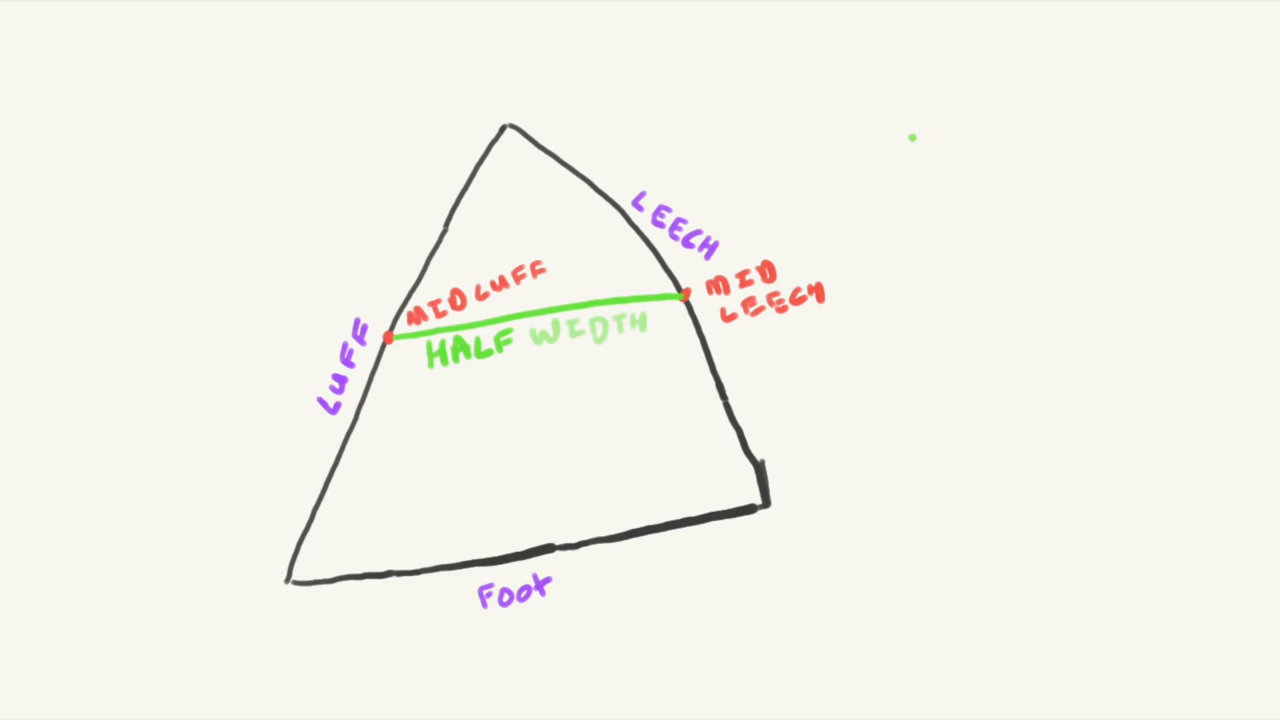 LEECH
MID LUFF
MID
LEECH
HALF WIDTH
LUFF
Foot